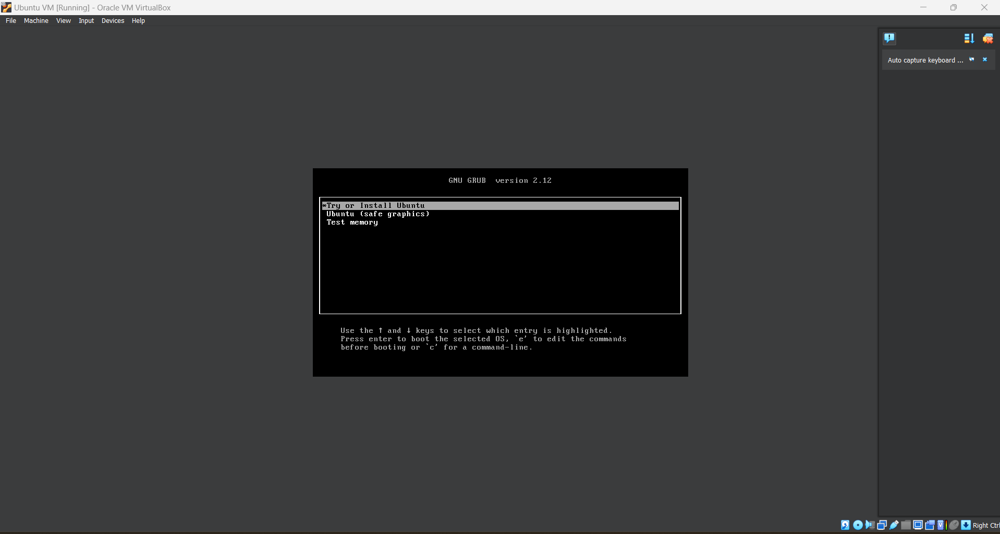 Ubuntu VM [Running] - Oracle VM VirtualBox
File Machine View Input Devices Help
Auto capture keyboard ...
GNU GRUB version 2.12
*Try or Install Ubuntu
Ubuntu (safe graphics)
Test memory
Use the ↑ and ↓ keys to select which entry is highlighted.
Press enter to boot the selected OS, `e' to edit the commands
before booting or `c' for a command-line.
Right Ctrl